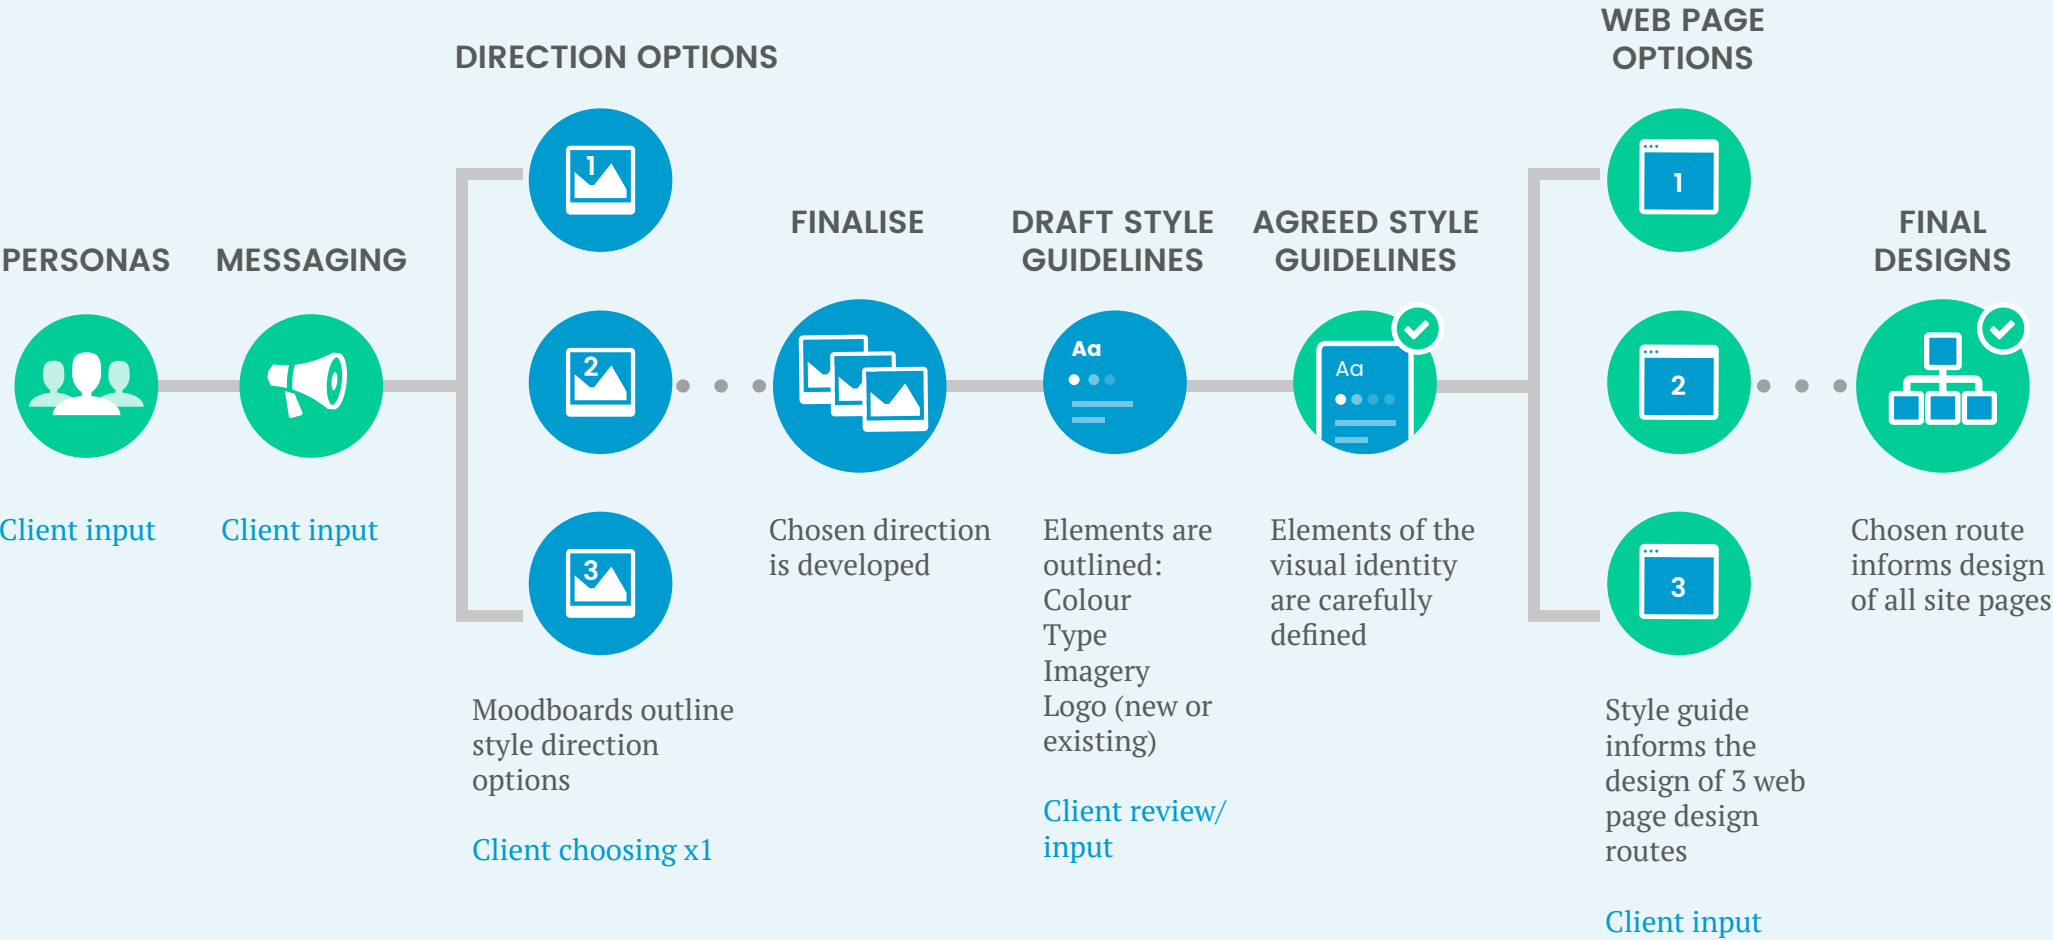 PERSONAS
Client input
MESSAGING
Client input
DIRECTION OPTIONS
1
2
3
Moodboards outline
style direction
options
Client choosing x1
FINALISE
Chosen direction
is developed
DRAFT STYLE
GUIDELINES
Aa
Elements are
outlined:
Colour
Type
Imagery
Logo (new or
existing)
Client review/
input
AGREED STYLE
GUIDELINES
Aa
Elements of the
visual identity
are carefully
defined
WEB PAGE
OPTIONS
1
2
3
Style guide
informs the
design of 3 web
page design
routes
Client input
FINAL
DESIGNS
Chosen route
informs design
of all site pages